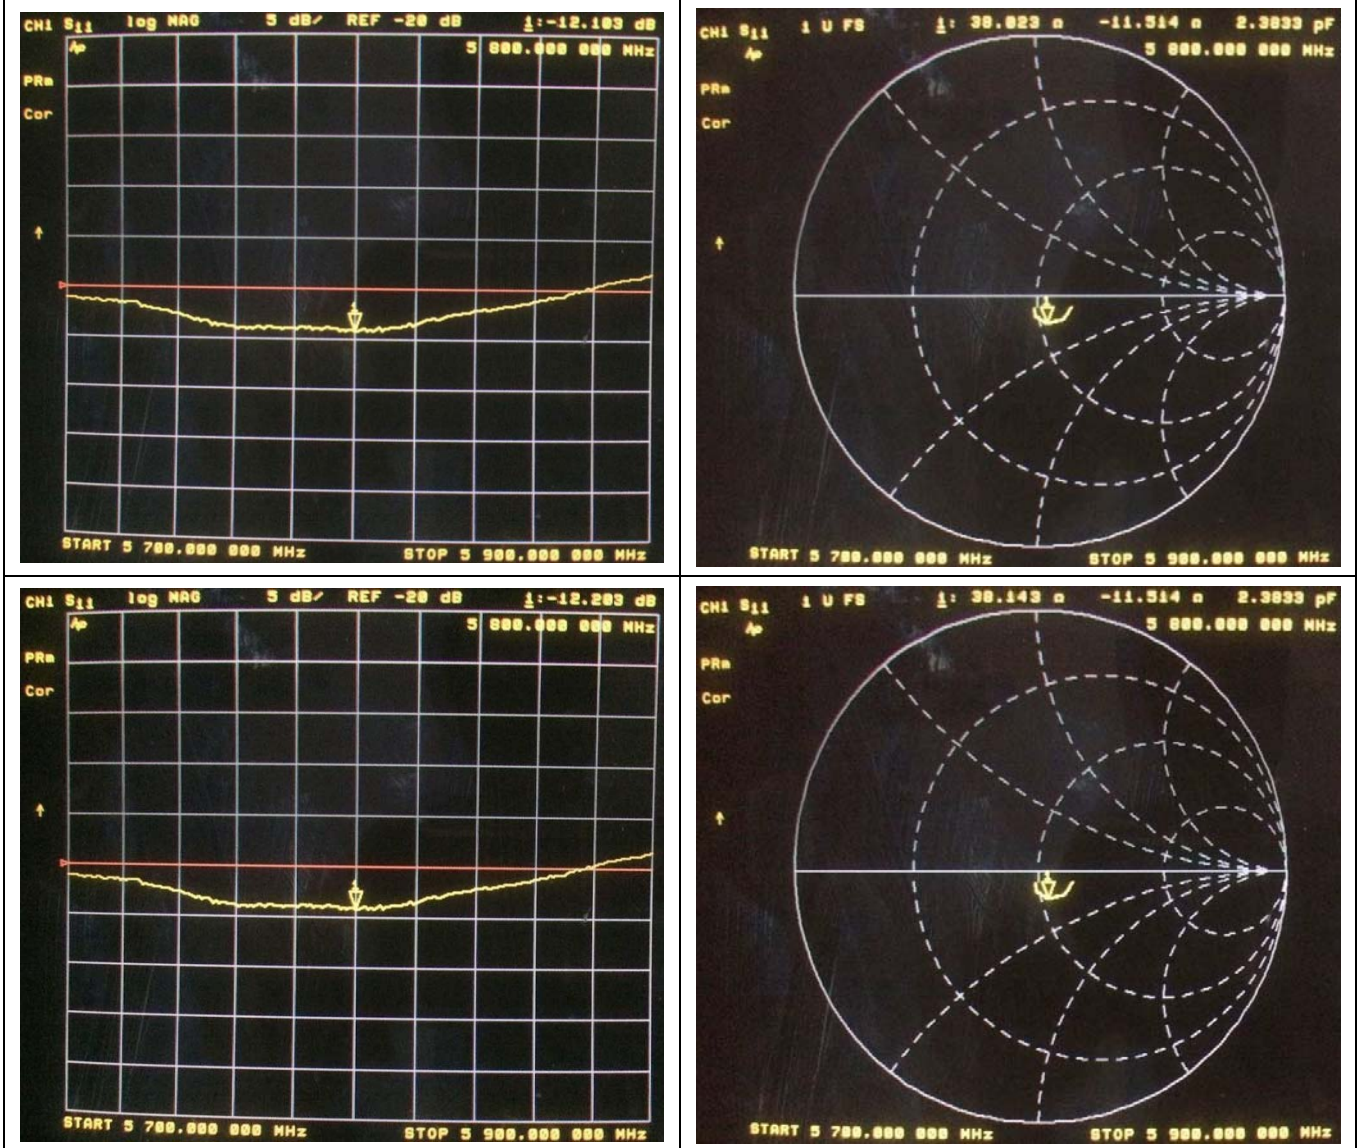 CH1 S11 log MAG 5 dB/ REF -20 dB 1:-12.103 dB
Ap 5 800.000 000 MHz
PRm
Cor
START 5 700.000 000 MHz STOP 5 900.000 000 MHz
CH1 S11 1 U FS 1: 38.023 Ω -11.514 Ω 2.3833 pF
Ap 5 800.000 000 MHz
PRm
Cor
START 5 700.000 000 MHz STOP 5 900.000 000 MHz
CH1 S11 log MAG 5 dB/ REF -20 dB 1:-12.203 dB
Ap 5 800.000 000 MHz
PRm
Cor
START 5 700.000 000 MHz STOP 5 900.000 000 MHz
CH1 S11 1 U FS 1: 38.143 Ω -11.514 Ω 2.3833 pF
Ap 5 800.000 000 MHz
PRm
Cor
START 5 700.000 000 MHz STOP 5 900.000 000 MHz